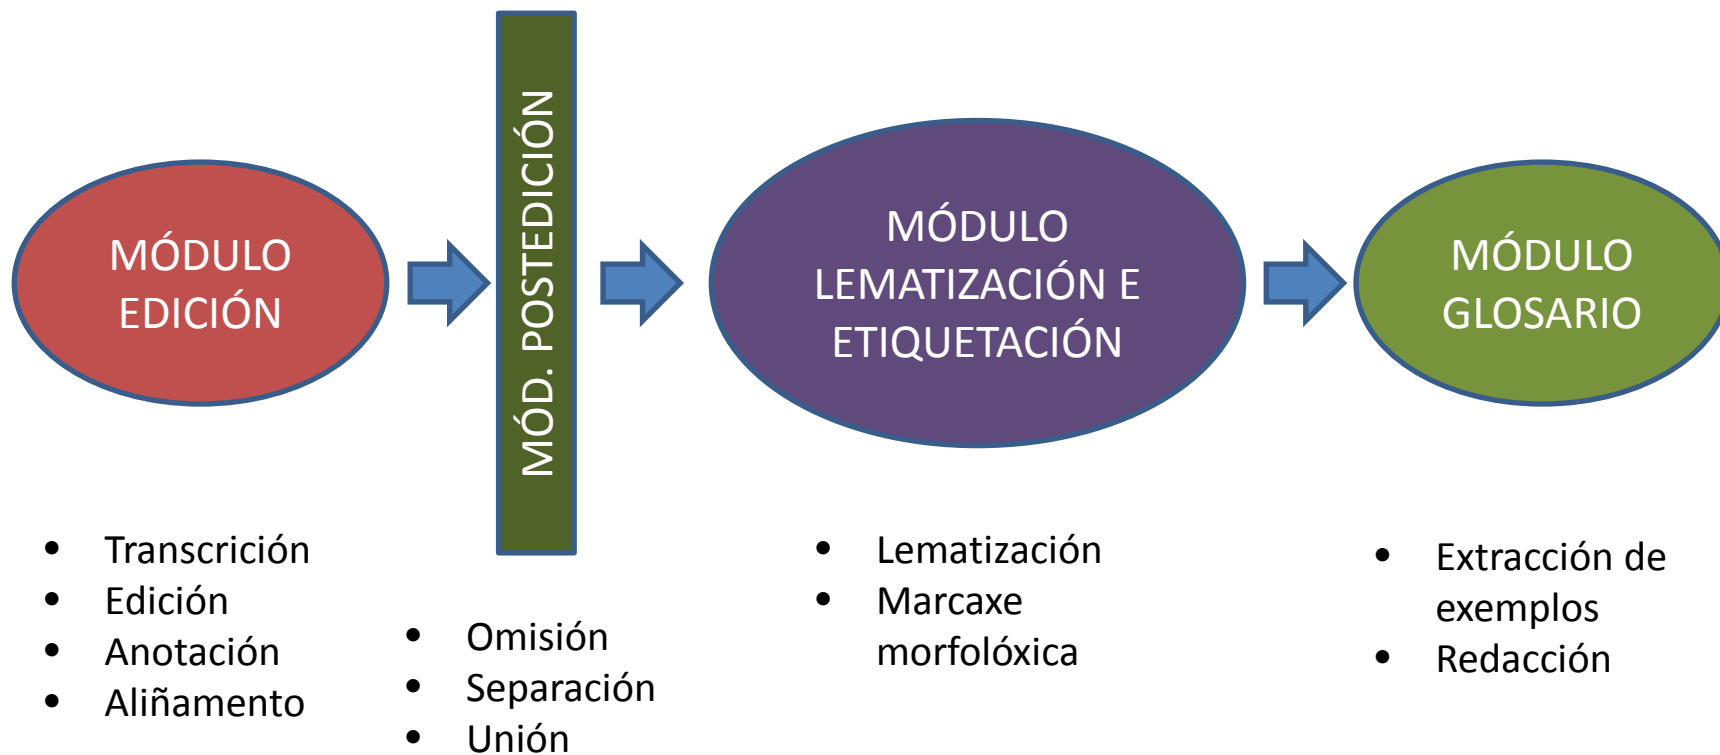 MÓDULO
EDICIÓN
MÓD. POSTEDICIÓN
MÓDULO
LEMATIZACIÓN E
ETIQUETACIÓN
MÓDULO
GLOSARIO
• Transcrición
• Edición
• Anotación
• Aliñamento
• Omisión
• Separación
• Unión
• Lematización
• Marcaxe
morfolóxica
• Extracción de
exemplos
• Redacción